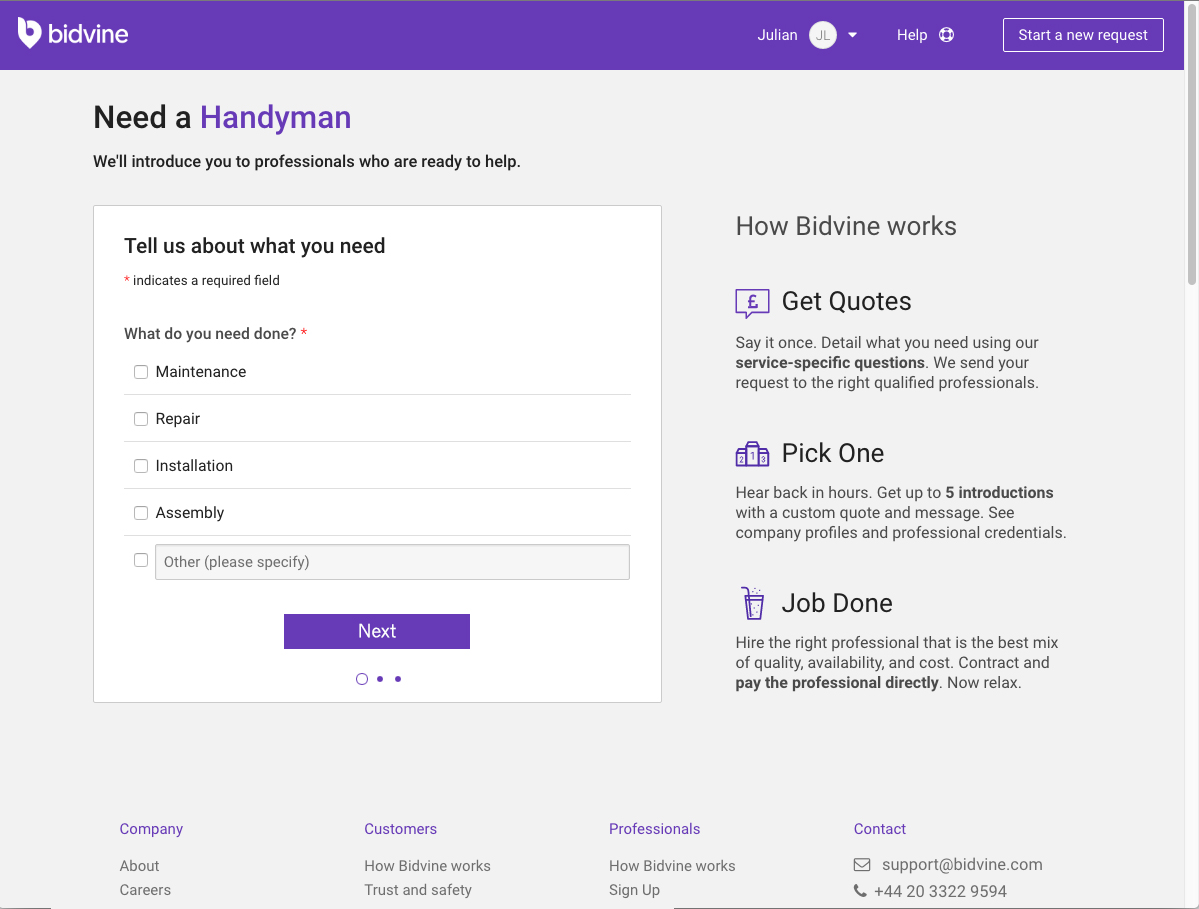 bidvine
Julian JL Help Start a new request
Need a Handyman
We'll introduce you to professionals who are ready to help.
Tell us about what you need
* indicates a required field
What do you need done? *
Maintenance
Repair
Installation
Assembly
Other (please specify)
Next
How Bidvine works
£ Get Quotes
Say it once. Detail what you need using our
service-specific questions. We send your
request to the right qualified professionals.
2 1 3 Pick One
Hear back in hours. Get up to 5 introductions
with a custom quote and message. See
company profiles and professional credentials.
Job Done
Hire the right professional that is the best mix
of quality, availability, and cost. Contract and
pay the professional directly. Now relax.
Company
About
Careers
Customers
How Bidvine works
Trust and safety
Professionals
How Bidvine works
Sign Up
Contact
support@bidvine.com
+44 20 3322 9594